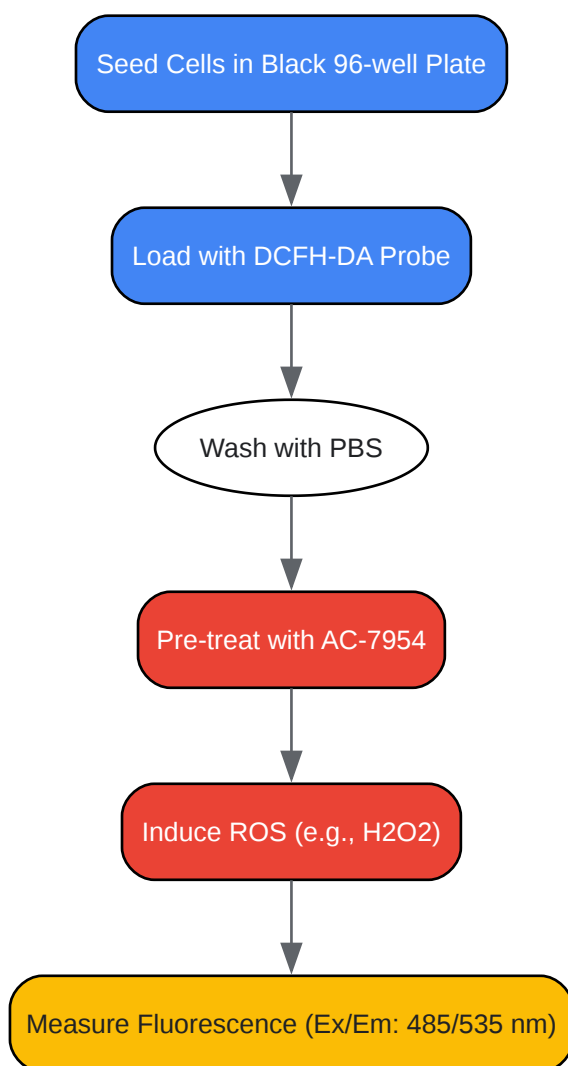 Seed Cells in Black 96-well Plate
Load with DCFH-DA Probe
Wash with PBS
Pre-treat with AC-7954
Induce ROS (e.g., H2O2)
Measure Fluorescence (Ex/Em: 485/535 nm)